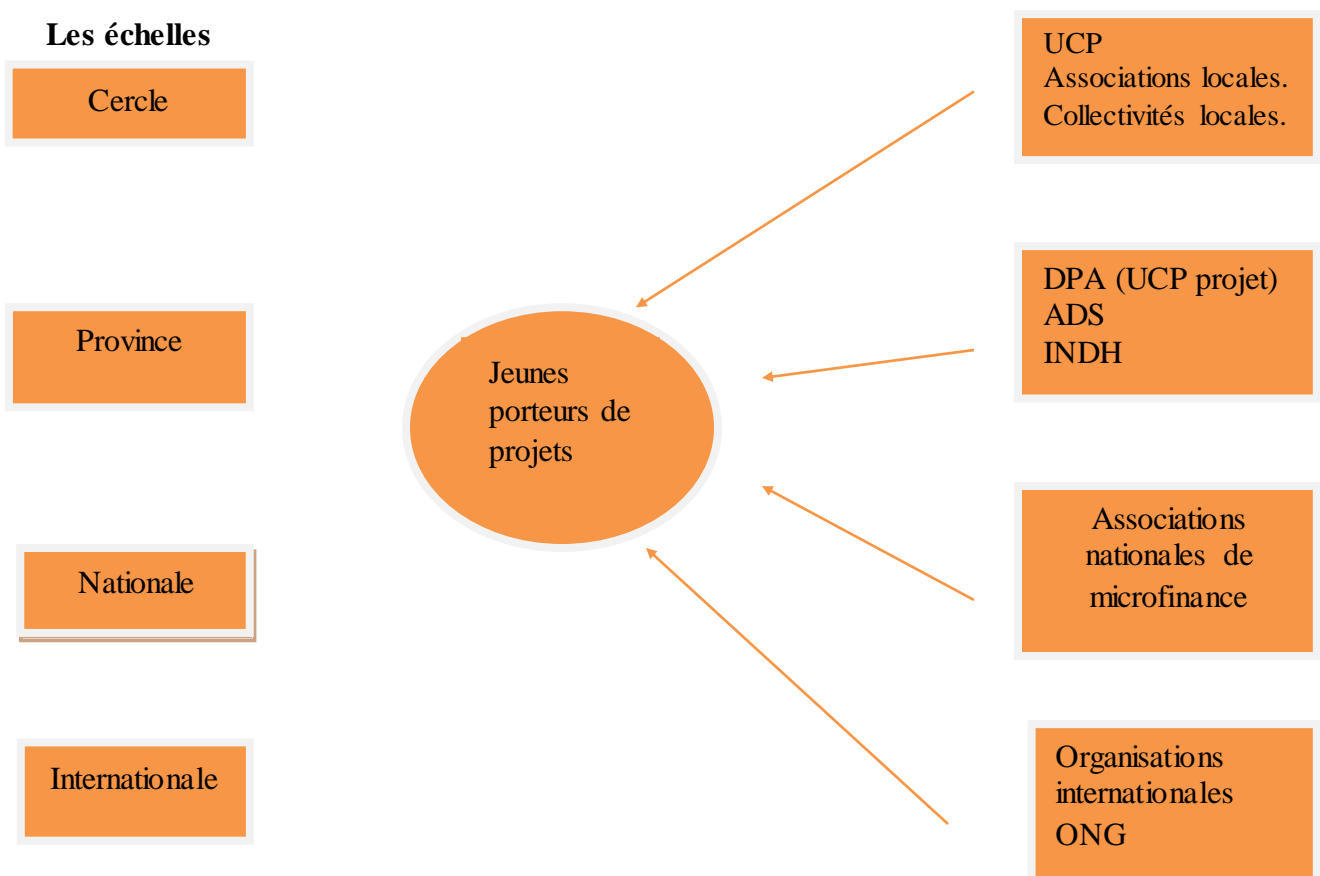 Les échelles
Cercle
UCP
Associations locales.
Collectivités locales.
Province
DPA (UCP projet)
ADS
INDH
Jeunes
porteurs de
projets
Nationale
Associations
nationales de
microfinance
Internationale
Organisations
internationales
ONG